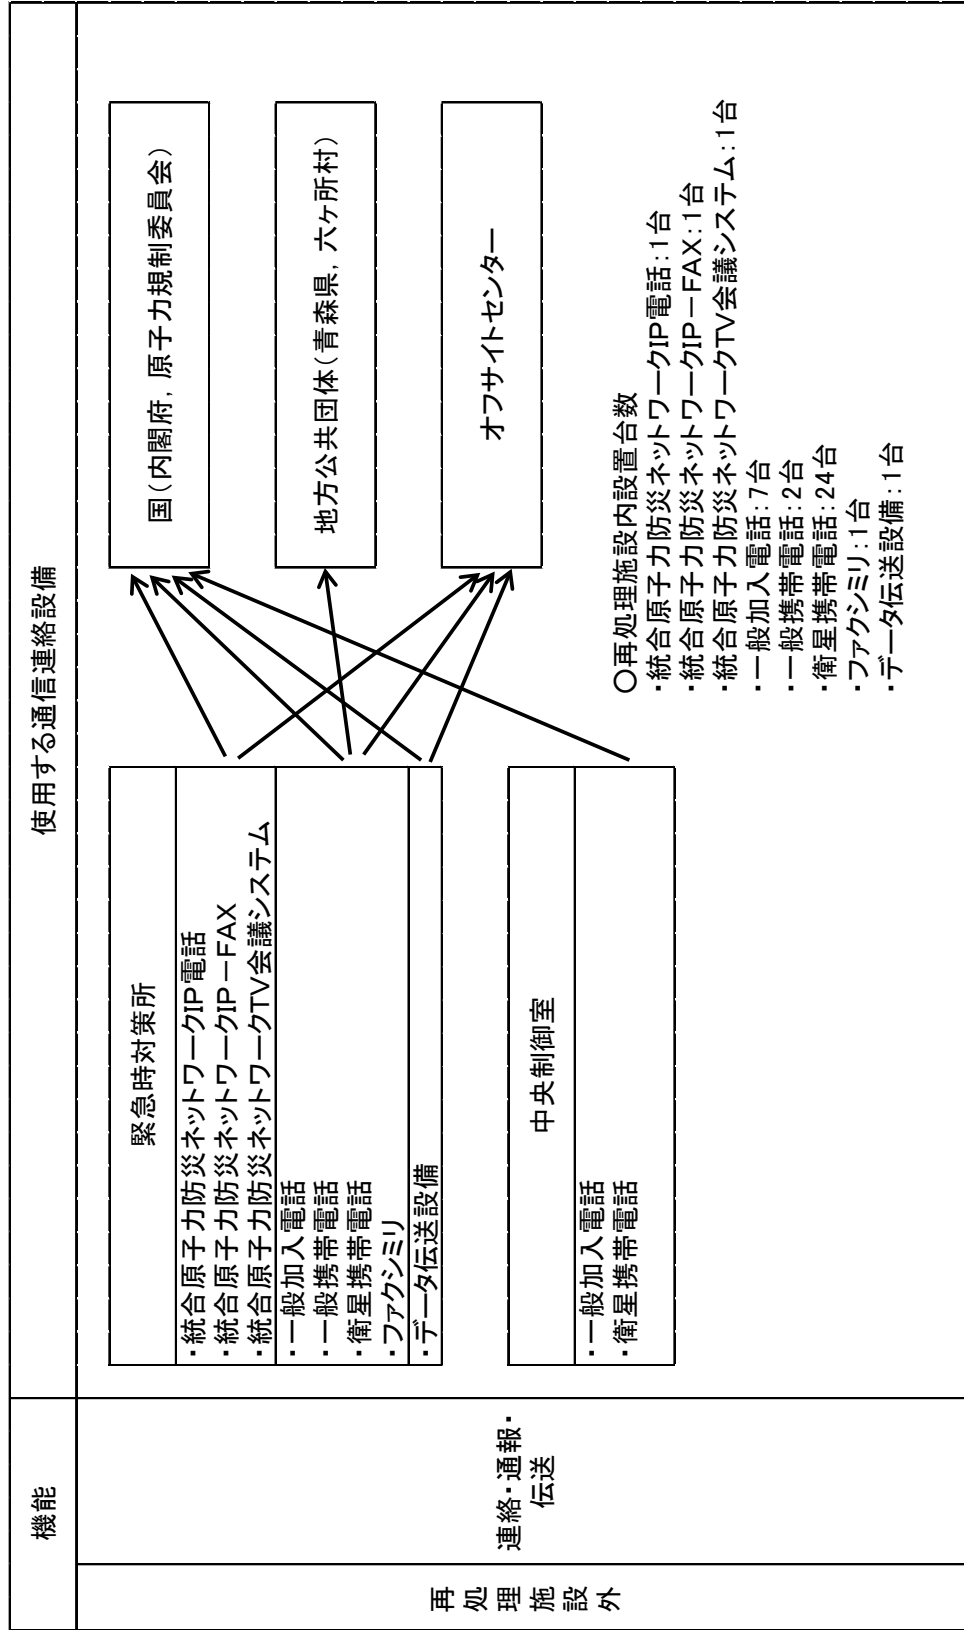 機能
使用する通信連絡設備
再処理施設外
連絡・通報・
伝送
緊急時対策所
・統合原子力防災ネットワークIP電話
・統合原子力防災ネットワークIP－FAX
・統合原子力防災ネットワークTV会議システム
・一般加入電話
・一般携帯電話
・衛星携帯電話
・ファクシミリ
・データ伝送設備
中央制御室
・一般加入電話
・衛星携帯電話
国（内閣府，原子力規制委員会）
地方公共団体（青森県，六ヶ所村）
オフサイトセンター
○再処理施設内設置台数
・統合原子力防災ネットワークIP電話：1台
・統合原子力防災ネットワークIP－FAX：1台
・統合原子力防災ネットワークTV会議システム：1台
・一般加入電話：7台
・一般携帯電話：2台
・衛星携帯電話：24台
・ファクシミリ：1台
・データ伝送設備：1台